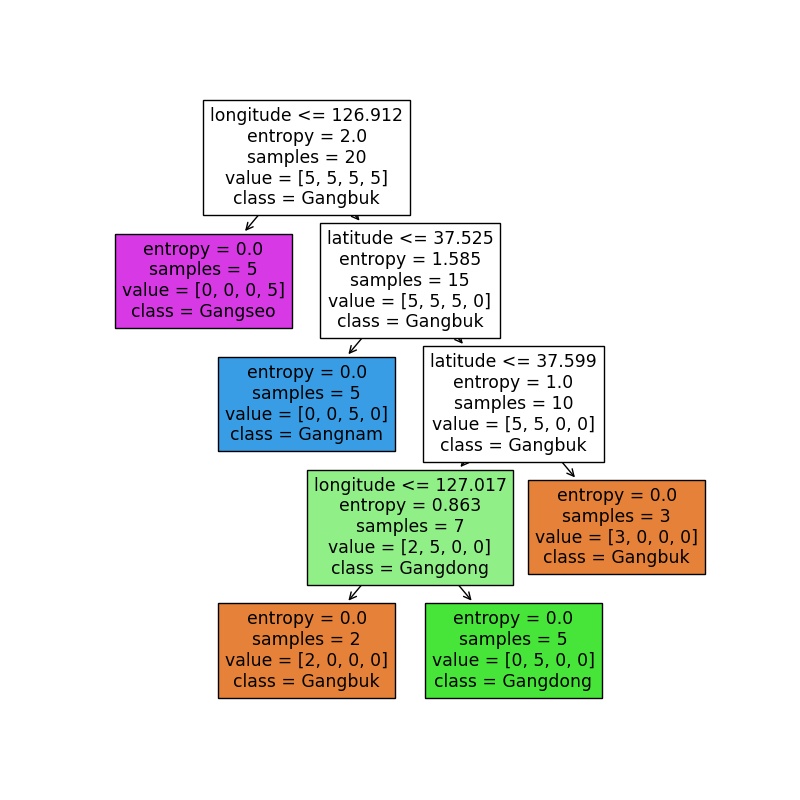 longitude <= 126.912
entropy = 2.0
samples = 20
value = [5, 5, 5, 5]
class = Gangbuk
entropy = 0.0
samples = 5
value = [0, 0, 0, 5]
class = Gangseo
latitude <= 37.525
entropy = 1.585
samples = 15
value = [5, 5, 5, 0]
class = Gangbuk
entropy = 0.0
samples = 5
value = [0, 0, 5, 0]
class = Gangnam
latitude <= 37.599
entropy = 1.0
samples = 10
value = [5, 5, 0, 0]
class = Gangbuk
longitude <= 127.017
entropy = 0.863
samples = 7
value = [2, 5, 0, 0]
class = Gangdong
entropy = 0.0
samples = 3
value = [3, 0, 0, 0]
class = Gangbuk
entropy = 0.0
samples = 2
value = [2, 0, 0, 0]
class = Gangbuk
entropy = 0.0
samples = 5
value = [0, 5, 0, 0]
class = Gangdong